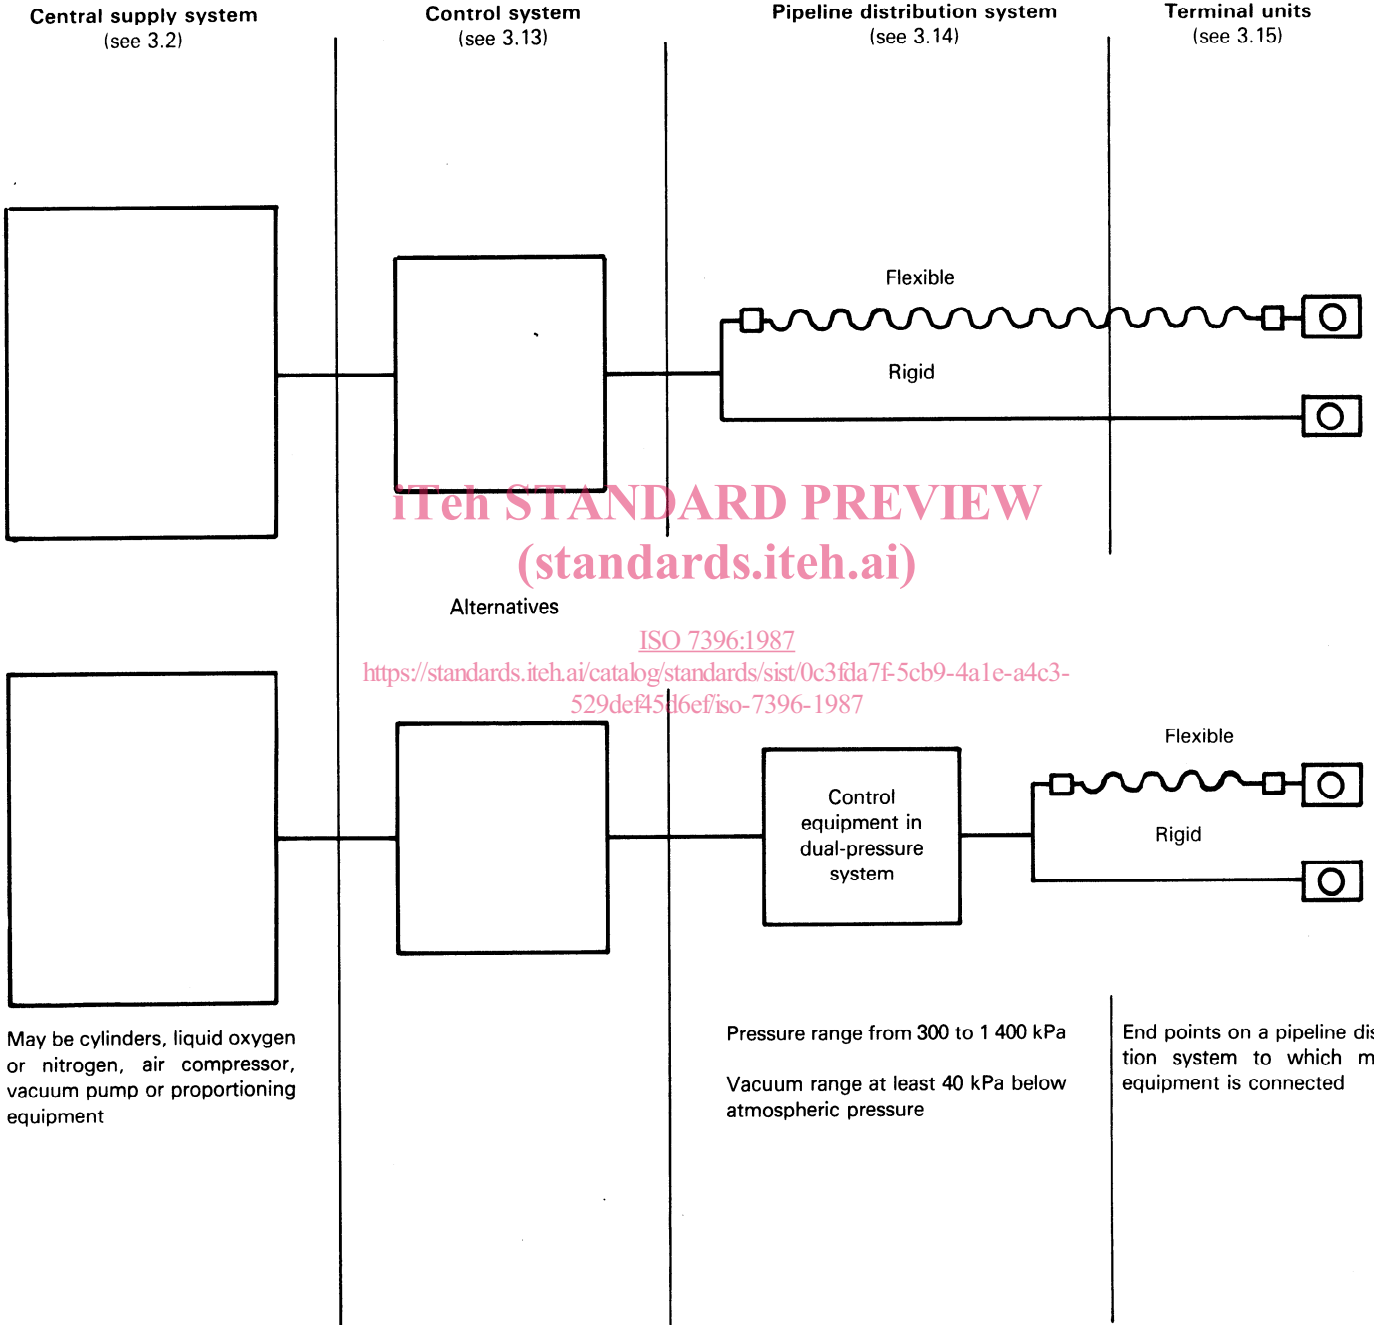 Central supply system
(see 3.2)
Control system
(see 3.13)
Pipeline distribution system
(see 3.14)
Terminal units
(see 3.15)
Flexible
Rigid
iTeh STANDARD PREVIEW
(standards.iteh.ai)
Alternatives
ISO 7396:1987
https://standards.iteh.ai/catalog/standards/sist/0c3fda7f-5cb9-4a1e-a4c3-
529def45d6ef/iso-7396-1987
Flexible
Control
equipment in
dual-pressure
system
Rigid
May be cylinders, liquid oxygen
or nitrogen, air compressor,
vacuum pump or proportioning
equipment
Pressure range from 300 to 1 400 kPa
Vacuum range at least 40 kPa below
atmospheric pressure
End points on a pipeline dis
tion system to which m
equipment is connected